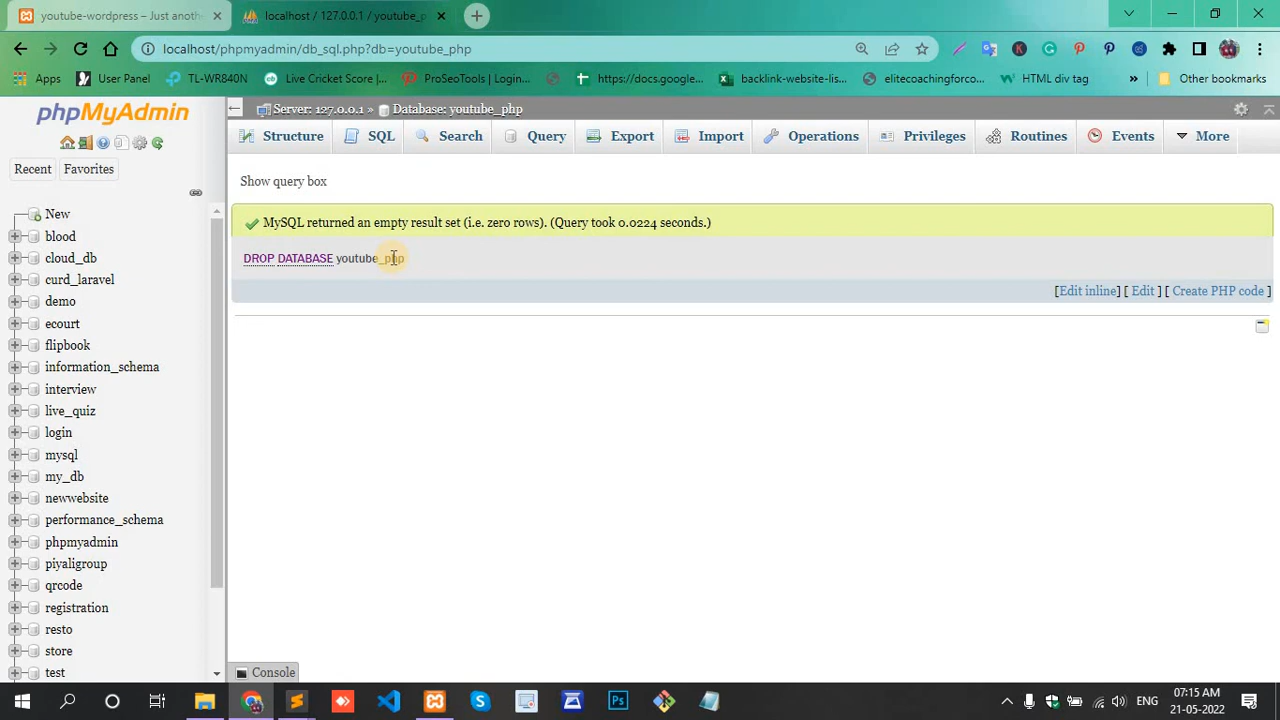 youtube-wordpress – Just anoth
localhost / 127.0.0.1 / youtube_p
localhost/phpmyadmin/db_sql.php?db=youtube_php
Apps
User Panel
TL-WR840N
Live Cricket Score |...
ProSeoTools | Login...
https://docs.google...
backlink-website-lis...
elitecoachingforco...
HTML div tag
»
Other bookmarks
phpMyAdmin
Recent
Favorites
New
blood
cloud_db
curd_laravel
demo
ecourt
flipbook
information_schema
interview
live_quiz
login
mysql
my_db
newwebsite
performance_schema
phpmyadmin
piyaligroup
qrcode
registration
resto
store
test
Server: 127.0.0.1 » Database: youtube_php
Structure
SQL
Search
Query
Export
Import
Operations
Privileges
Routines
Events
More
Show query box
MySQL returned an empty result set (i.e. zero rows). (Query took 0.0224 seconds.)
DROP DATABASE youtube_php
[Edit inline] [ Edit ] [ Create PHP code ]
Console
ENG
07:15 AM
21-05-2022